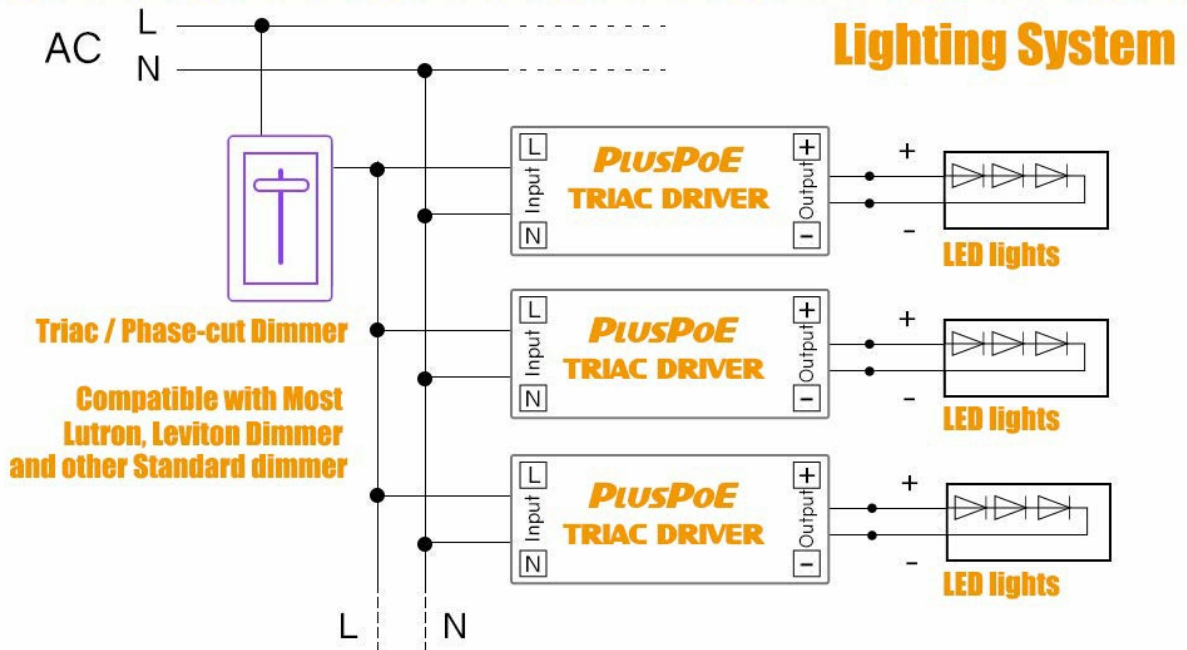 Lighting System
AC
L
N
L
Input
N
PlusPoE
TRIAC DRIVER
+
Output
-
+
-
LED lights
Triac / Phase-cut Dimmer
Compatible with Most
Lutron, Leviton Dimmer
and other Standard dimmer
L
Input
N
PlusPoE
TRIAC DRIVER
+
Output
-
+
-
LED lights
L
Input
N
PlusPoE
TRIAC DRIVER
+
Output
-
+
-
LED lights
L
N